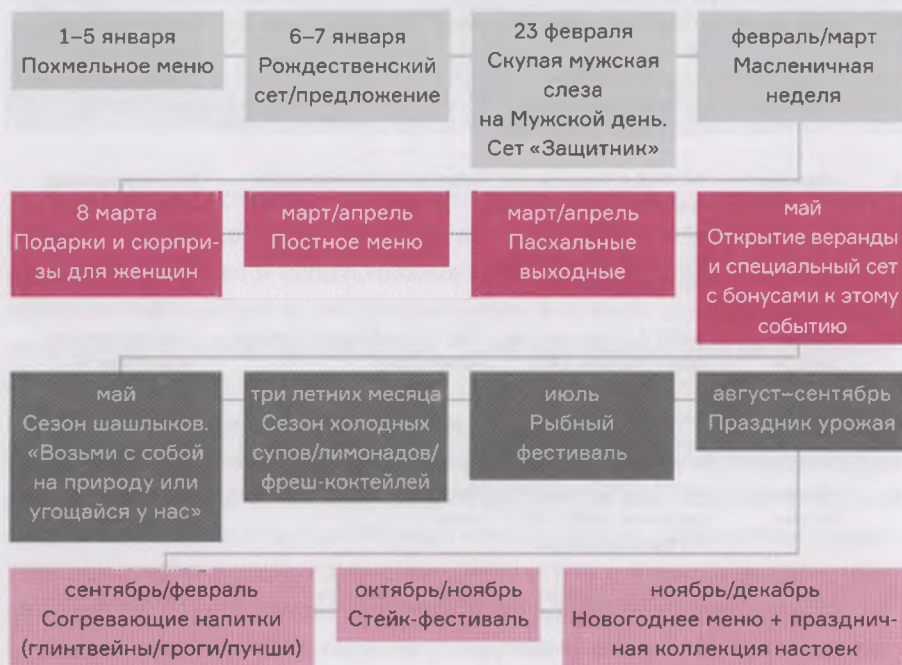 1–5 января
Похмельное меню
6–7 января
Рождественский
сет/предложение
23 февраля
Скупая мужская
слеза
на Мужской день.
Сет «Защитник»
февраль/март
Масленичная
неделя
8 марта
Подарки и сюрпри-
зы для женщин
март/апрель
Постное меню
март/апрель
Пасхальные
выходные
май
Открытие веранды
и специальный сет
с бонусами к этому
событию
май
Сезон шашлыков.
«Возьми с собой
на природу или
угощайся у нас»
три летних месяца
Сезон холодных
супов/лимонадов/
фреш-коктейлей
июль
Рыбный
фестиваль
август–сентябрь
Праздник урожая
сентябрь/февраль
Согревающие напитки
(глинтвейны/гроги/пунши)
октябрь/ноябрь
Стейк-фестиваль
ноябрь/декабрь
Новогоднее меню + празднич-
ная коллекция настоек